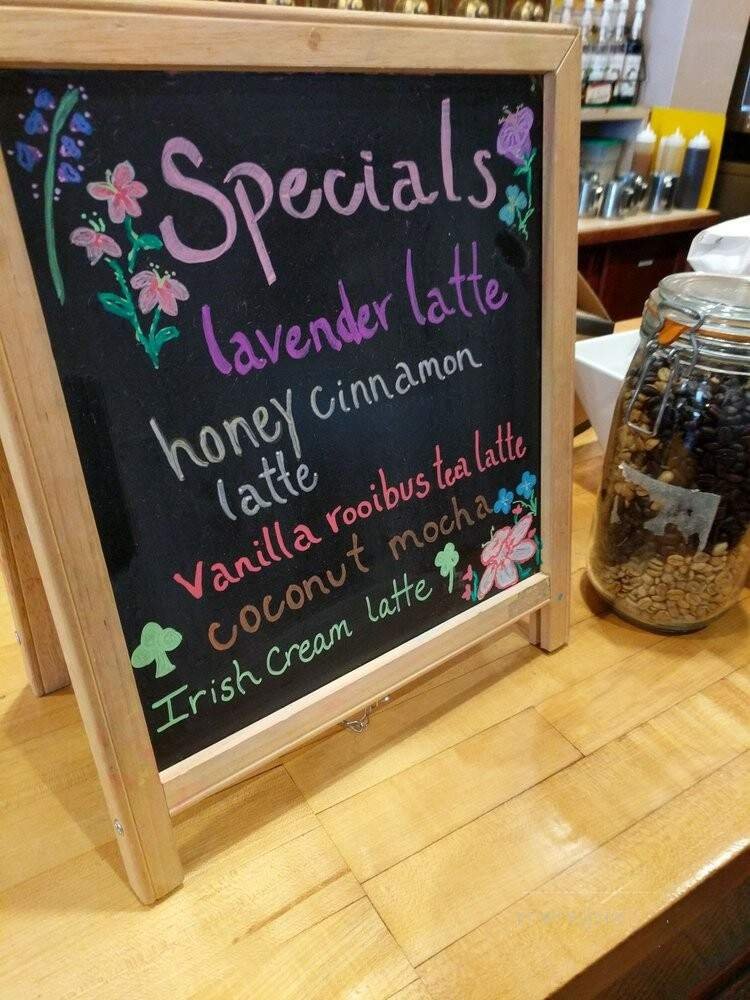 Specials
lavender latte
honey cinnamon
latte
Vanilla rooibus tea latte
coconut mocha
Irish Cream latte